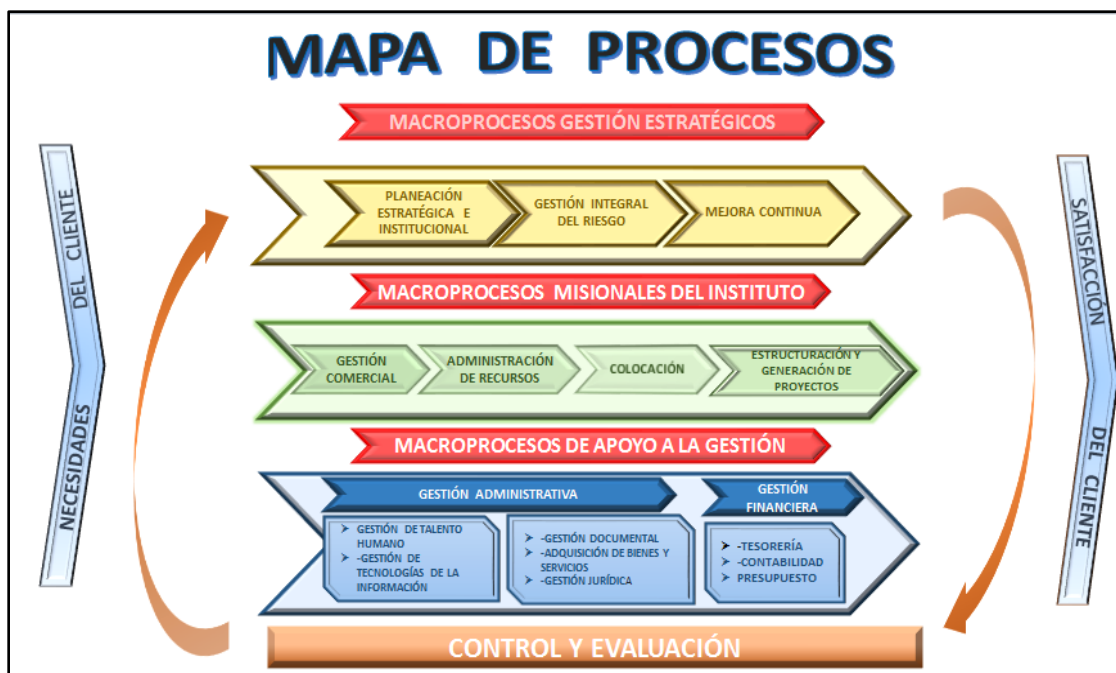 MAPA DE PROCESOS
MACROPROCESOS GESTIÓN ESTRATÉGICOS
NECESIDADES DEL CLIENTE
PLANEACIÓN
ESTRATÉGICA E
INSTITUCIONAL
GESTIÓN INTEGRAL
DEL RIESGO
MEJORA CONTINUA
SATISFACCIÓN DEL CLIENTE
MACROPROCESOS MISIONALES DEL INSTITUTO
GESTIÓN
COMERCIAL
ADMINISTRACIÓN
DE RECURSOS
COLOCACIÓN
ESTRUCTURACIÓN Y
GENERACIÓN DE
PROYECTOS
MACROPROCESOS DE APOYO A LA GESTIÓN
GESTIÓN ADMINISTRATIVA
GESTIÓN
FINANCIERA
➤ GESTIÓN DE TALENTO
HUMANO
➤ -GESTIÓN DE
TECNOLOGÍAS DE LA
INFORMACIÓN
➤ -GESTIÓN DOCUMENTAL
➤ -ADQUISICIÓN DE BIENES Y
SERVICIOS
➤ -GESTIÓN JURÍDICA
➤ -TESORERÍA
➤ -CONTABILIDAD
➤ PRESUPUESTO
CONTROL Y EVALUACIÓN